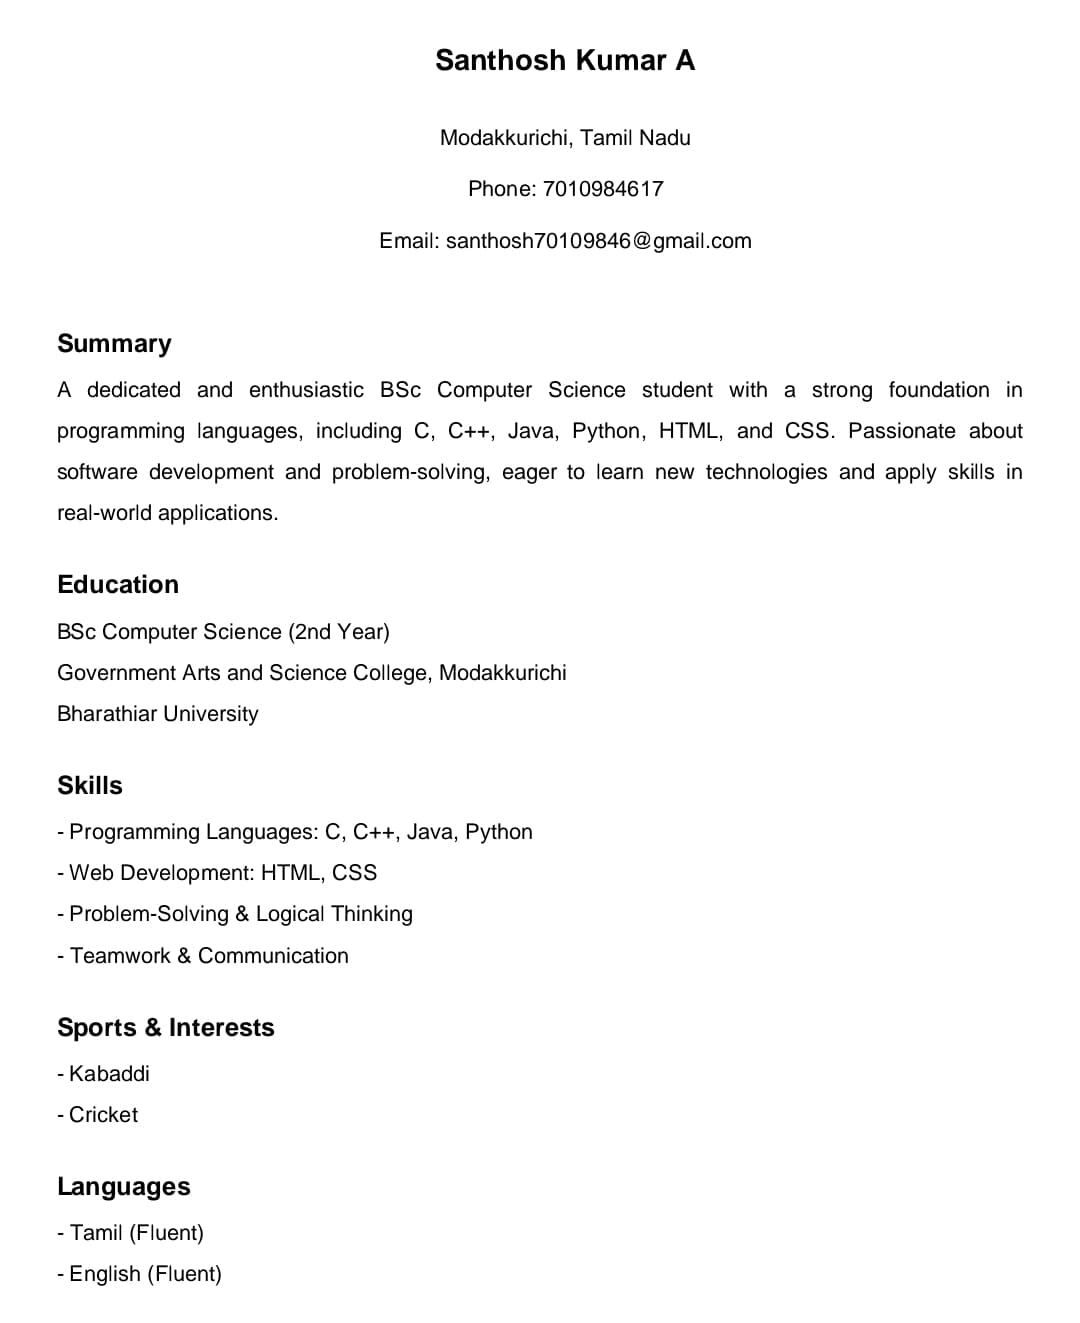 Santhosh Kumar A
Modakkurichi, Tamil Nadu
Phone: 7010984617
Email: santhosh70109846@gmail.com
Summary
A dedicated and enthusiastic BSc Computer Science student with a strong foundation in
programming languages, including C, C++, Java, Python, HTML, and CSS. Passionate about
software development and problem-solving, eager to learn new technologies and apply skills in
real-world applications.
Education
BSc Computer Science (2nd Year)
Government Arts and Science College, Modakkurichi
Bharathiar University
Skills
- Programming Languages: C, C++, Java, Python
- Web Development: HTML, CSS
- Problem-Solving & Logical Thinking
- Teamwork & Communication
Sports & Interests
- Kabaddi
- Cricket
Languages
- Tamil (Fluent)
- English (Fluent)